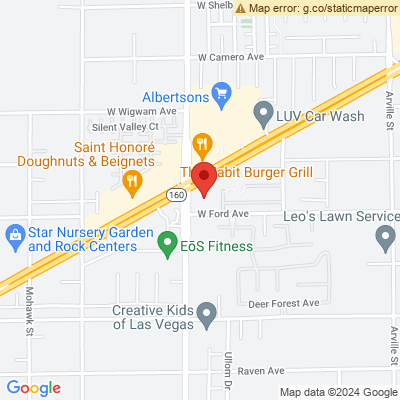 W Shelb
Map error: g.co/staticmaperror
W Camero Ave
Albertsons
W Wigwam Ave
LUV Car Wash
Arville St
Silent Valley Ct
Saint Honoré
Doughnuts & Beignets
The Habit Burger Grill
160
W Ford Ave
Leo's Lawn Service
Star Nursery Garden
and Rock Centers
EōS Fitness
Mohawk St
Deer Forest Ave
Creative Kids
of Las Vegas
Ullom Dr
Arville St
Raven Ave
Google
Map data ©2024 Google